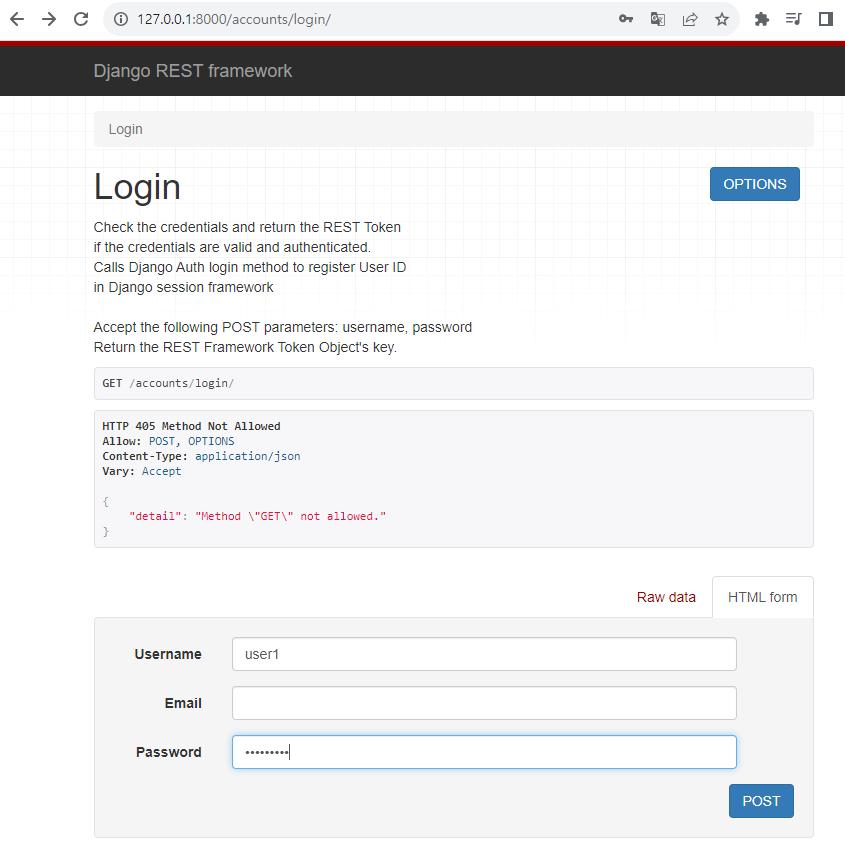 127.0.0.1:8000/accounts/login/
Django REST framework
Login
Login
OPTIONS
Check the credentials and return the REST Token
if the credentials are valid and authenticated.
Calls Django Auth login method to register User ID
in Django session framework
Accept the following POST parameters: username, password
Return the REST Framework Token Object's key.
GET /accounts/login/
HTTP 405 Method Not Allowed
Allow: POST, OPTIONS
Content-Type: application/json
Vary: Accept
{
    "detail": "Method \"GET\" not allowed."
}
Raw data
HTML form
Username
user1
Email
Password
•••••••••
POST